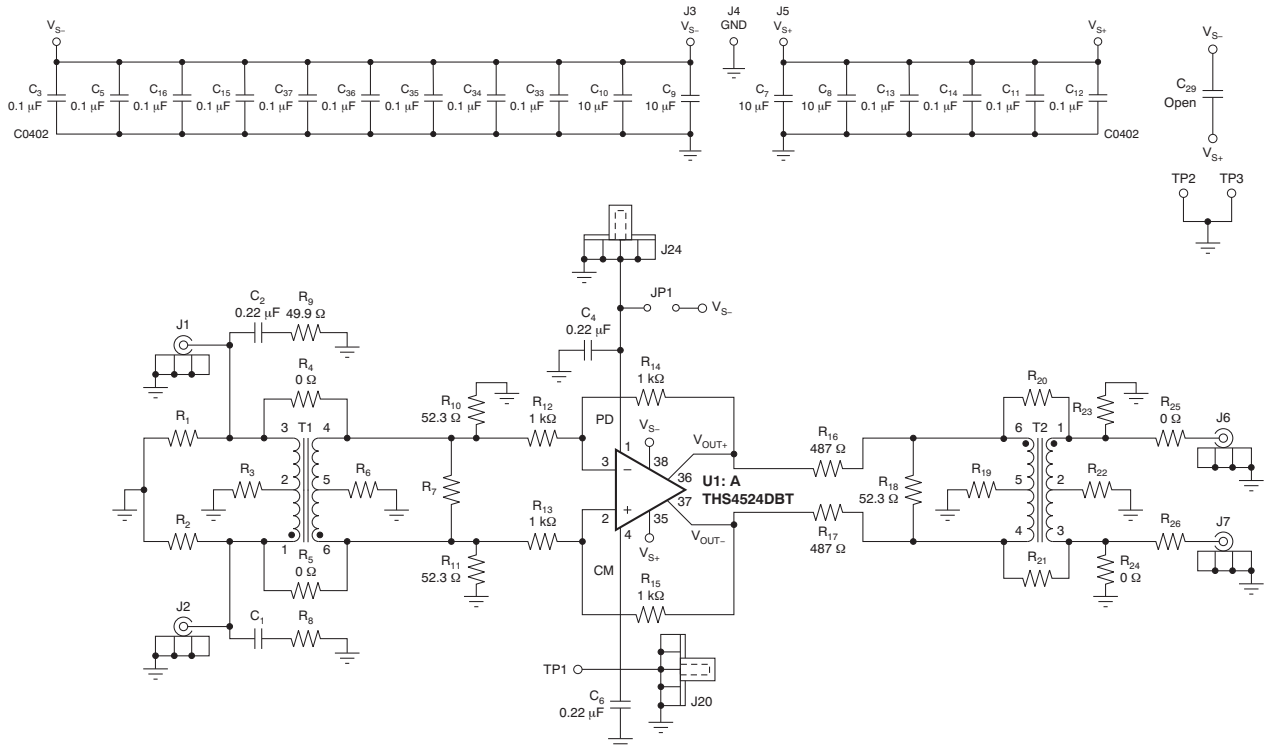 J3
J4
J5
VS−
VS−
GND
VS+
VS+
VS−
C3
0.1 µF
C5
0.1 µF
C16
0.1 µF
C15
0.1 µF
C37
0.1 µF
C36
0.1 µF
C35
0.1 µF
C34
0.1 µF
C33
0.1 µF
C10
10 µF
C9
10 µF
C7
10 µF
C8
10 µF
C13
0.1 µF
C14
0.1 µF
C11
0.1 µF
C12
0.1 µF
C29
Open
C0402
C0402
VS+
TP2
TP3
J24
JP1
VS−
C4
0.22 µF
J1
C2
0.22 µF
R9
49.9 Ω
R4
0 Ω
R1
3
T1
4
R3
2
5
R6
R2
1
6
R5
0 Ω
J2
C1
R8
R10
52.3 Ω
R7
R11
52.3 Ω
R12
1 kΩ
R13
1 kΩ
R14
1 kΩ
PD
1
VS−
38
VOUT+
3
−
36
U1: A
THS4524DBT
37
+
2
35
4
VS+
VOUT−
CM
R15
1 kΩ
TP1
J20
C6
0.22 µF
R16
487 Ω
R17
487 Ω
R18
52.3 Ω
R20
6
T2
1
R19
5
2
R22
4
3
R21
R23
R24
0 Ω
R25
0 Ω
J6
R26
J7